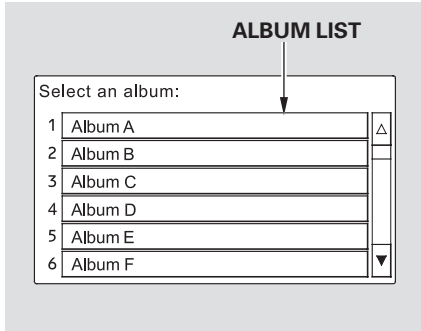 ALBUM LIST
Select an album:
1 Album A
2 Album B
3 Album C
4 Album D
5 Album E
6 Album F